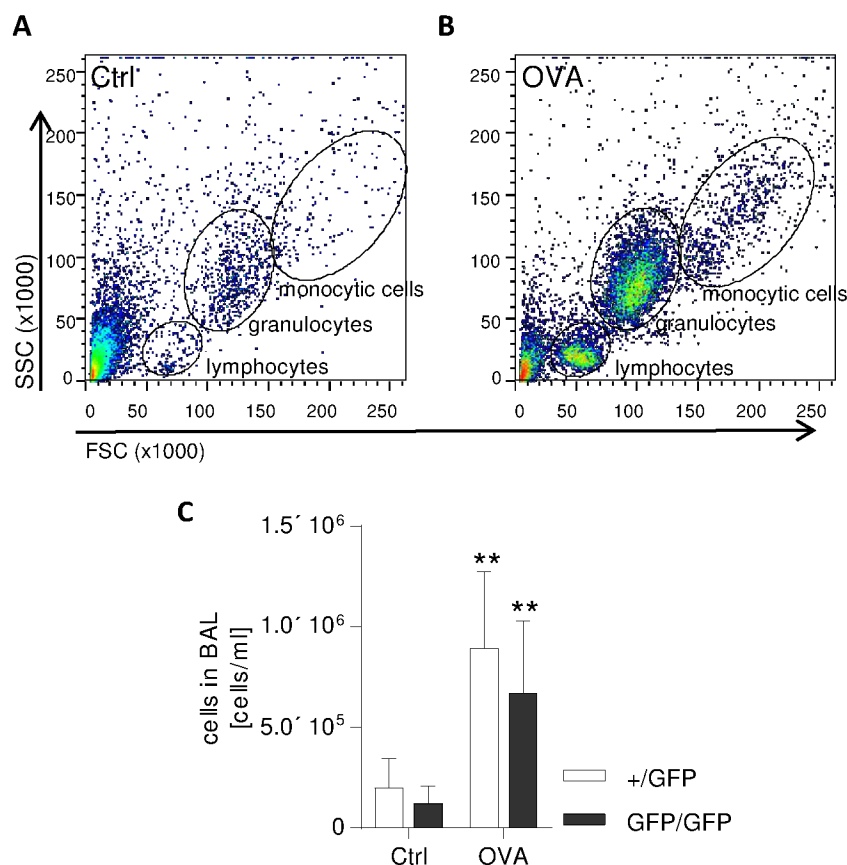 A
B
Ctrl
OVA
250
200
150
100
50
0
250
200
150
100
50
0
SSC (x1000)
monocytic cells
granulocytes
lymphocytes
monocytic cells
granulocytes
lymphocytes
0 50 100 150 200 250
0 50 100 150 200 250
FSC (x1000)
C
1.5´ 10⁶
1.0´ 10⁶
5.0´ 10⁵
0
cells in BAL
[cells/ml]
**
**
+/GFP
GFP/GFP
Ctrl OVA